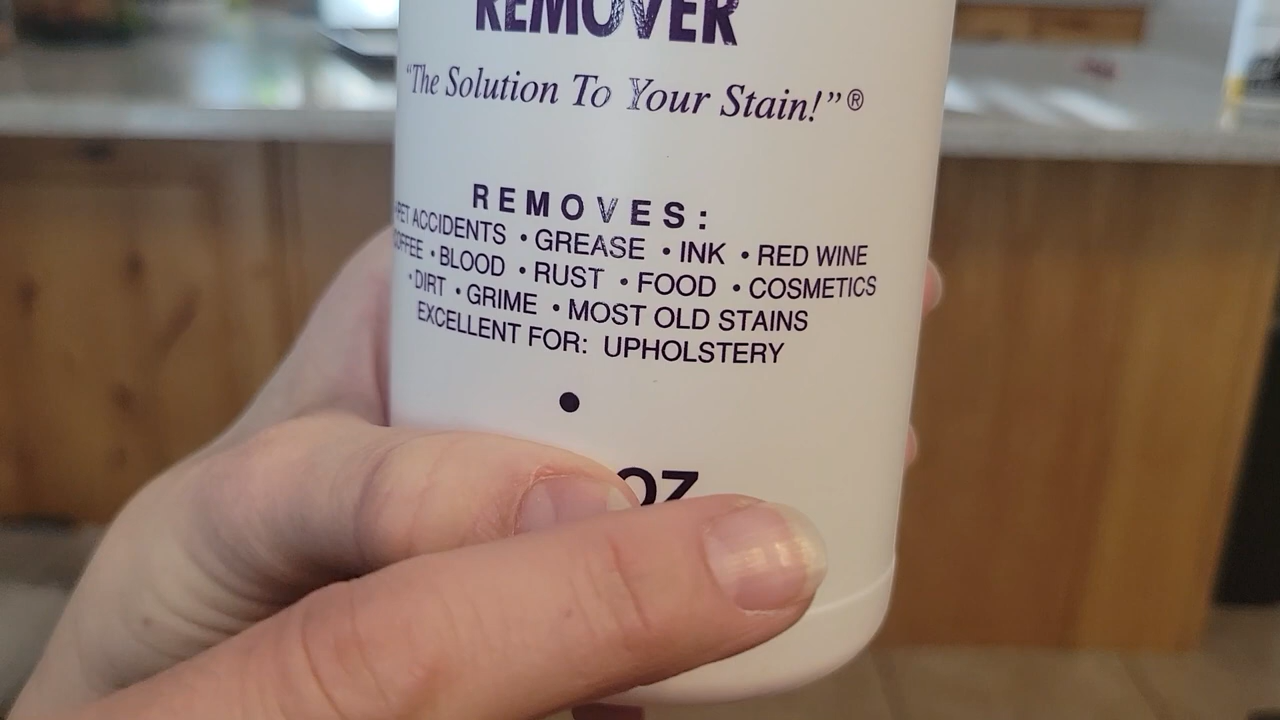 REMOVER
"The Solution To Your Stain!"®
REMOVES:
•PET ACCIDENTS •GREASE •INK •RED WINE
COFFEE •BLOOD •RUST •FOOD •COSMETICS
•DIRT •GRIME •MOST OLD STAINS
EXCELLENT FOR: UPHOLSTERY
•
OZ